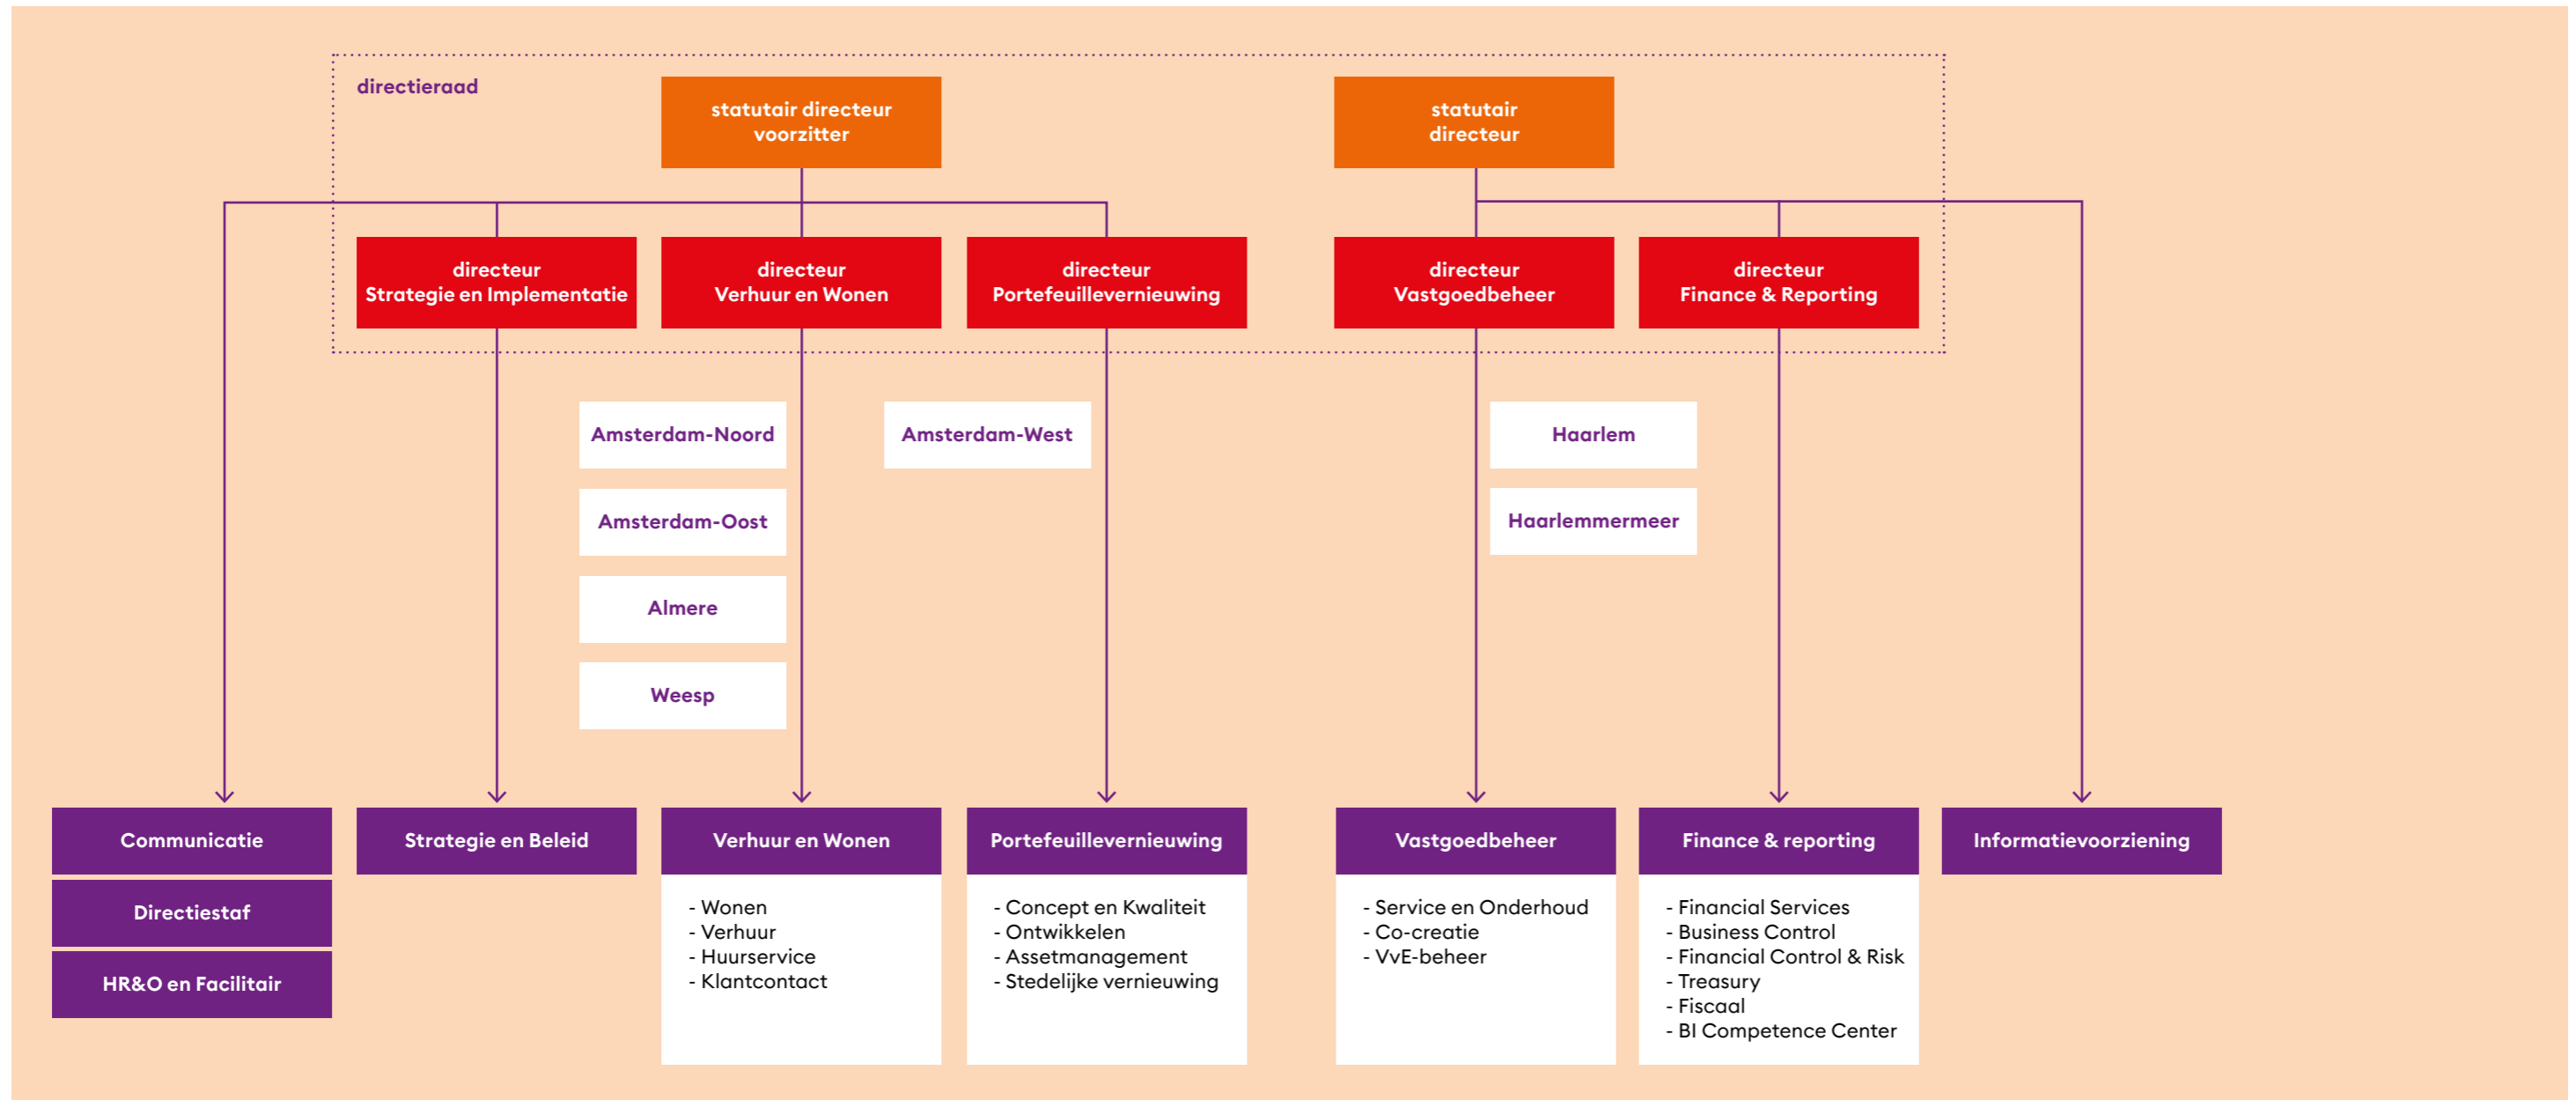 directieraad
statutair directeur
voorzitter
statutair
directeur
directeur
Strategie en Implementatie
directeur
Verhuur en Wonen
directeur
Portefeuillevernieuwing
directeur
Vastgoedbeheer
directeur
Finance & Reporting
Amsterdam-Noord
Amsterdam-West
Haarlem
Amsterdam-Oost
Haarlemmermeer
Almere
Weesp
Communicatie
Directiestaf
HR&O en Facilitair
Strategie en Beleid
Verhuur en Wonen
- Wonen
- Verhuur
- Huurservice
- Klantcontact
Portefeuillevernieuwing
- Concept en Kwaliteit
- Ontwikkelen
- Assetmanagement
- Stedelijke vernieuwing
Vastgoedbeheer
- Service en Onderhoud
- Co-creatie
- VvE-beheer
Finance & reporting
- Financial Services
- Business Control
- Financial Control & Risk
- Treasury
- Fiscaal
- BI Competence Center
Informatievoorziening